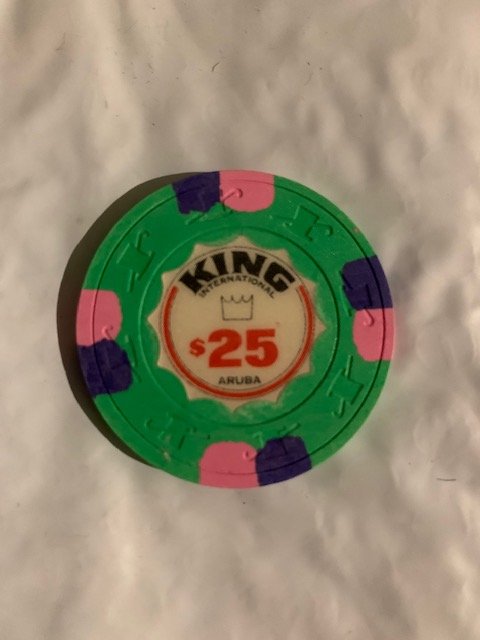 KING
INTERNATIONAL
$25
ARUBA